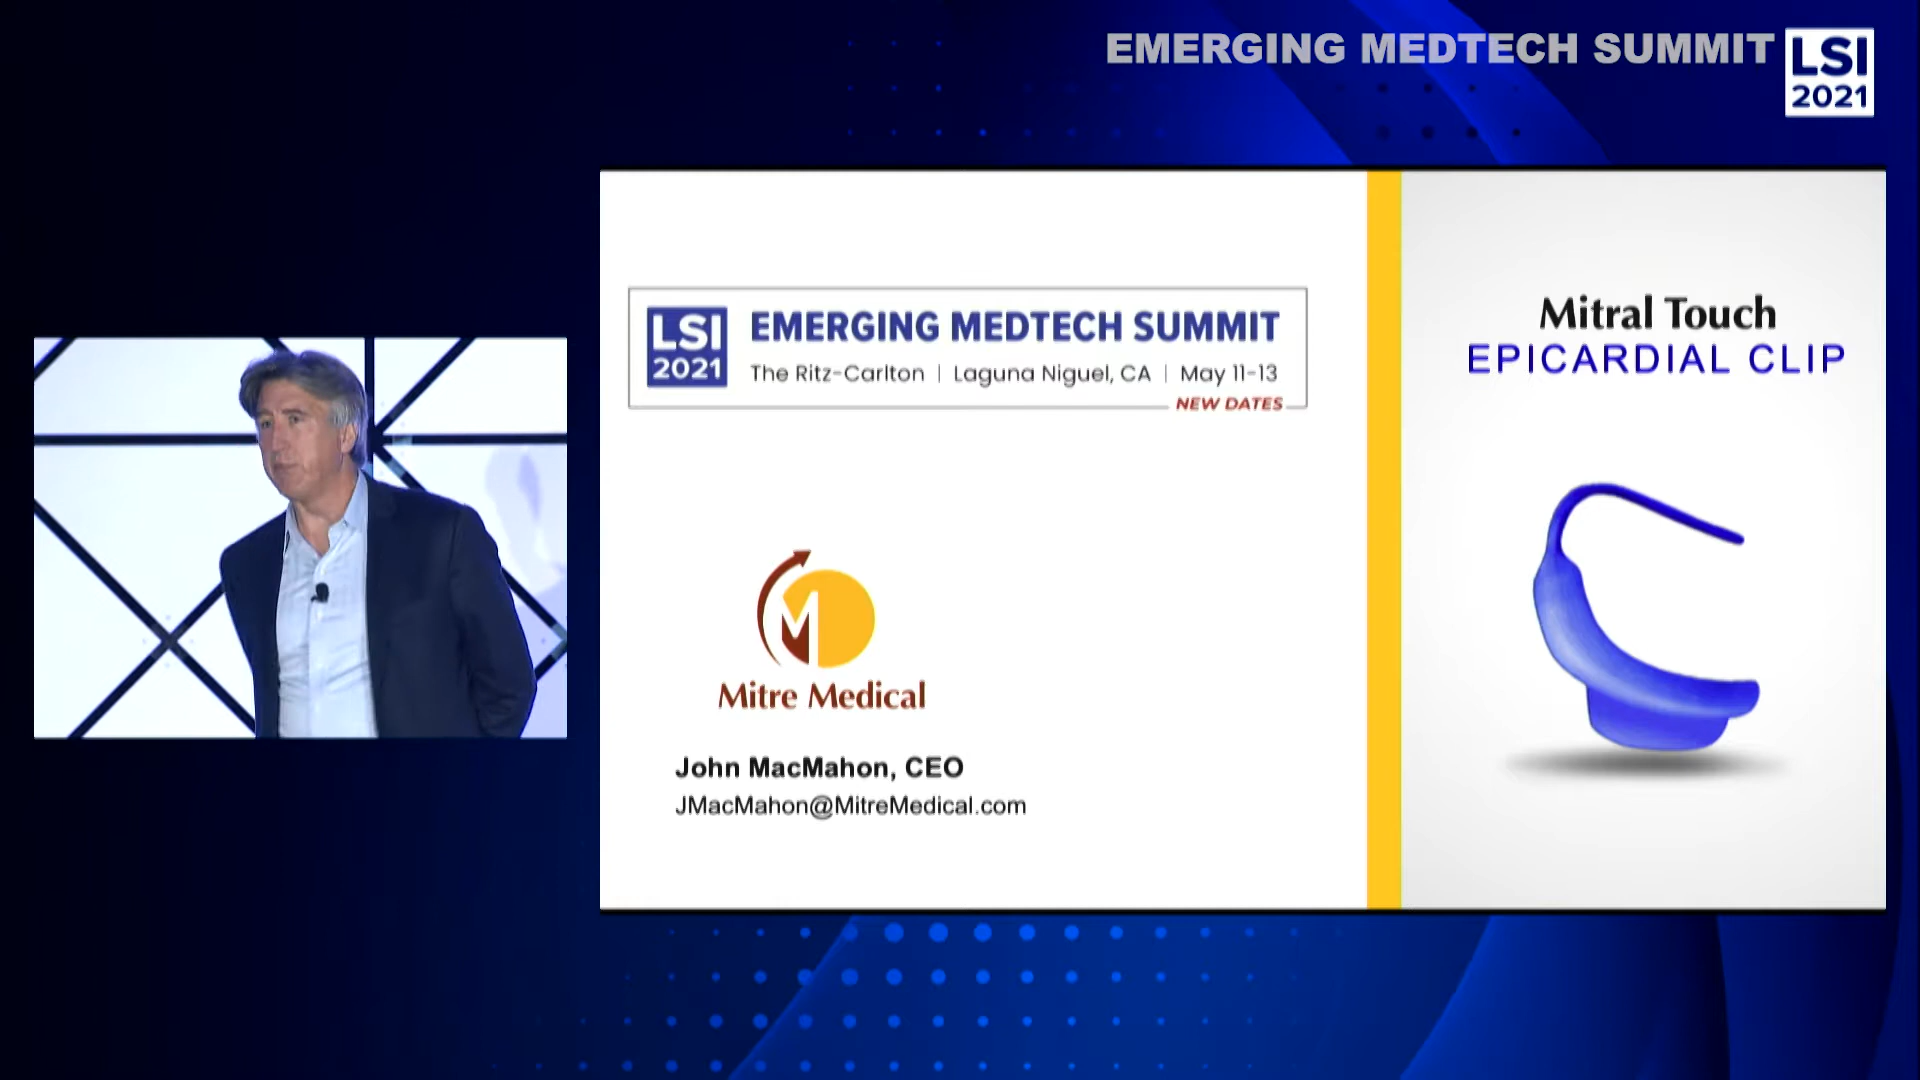 EMERGING MEDTECH SUMMIT
LSI
2021
LSI
2021
EMERGING MEDTECH SUMMIT
The Ritz-Carlton | Laguna Niguel, CA | May 11-13
NEW DATES
M
Mitre Medical
John MacMahon, CEO
JMacMahon@MitreMedical.com
Mitral Touch
EPICARDIAL CLIP